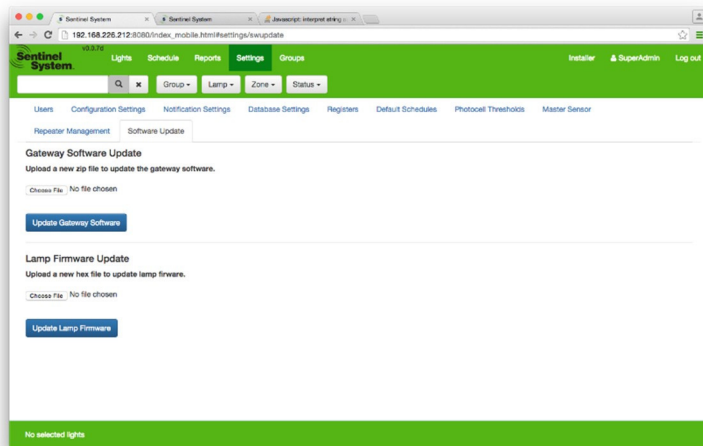 Sentinel System
Sentinel System
Javascript: interpret string
192.168.226.212:8080/index_mobile.html#settings/swupdate
Sentinel System v3.3.7d
Lights Schedule Reports Settings Groups Installer SuperAdmin Log out
Group Lamp Zone Status
Users Configuration Settings Notification Settings Database Settings Registers Default Schedules Photocell Thresholds Master Sensor
Repeater Management Software Update
Gateway Software Update
Upload a new zip file to update the gateway software.
Choose File No file chosen
Update Gateway Software
Lamp Firmware Update
Upload a new hex file to update lamp firware.
Choose File No file chosen
Update Lamp Firmware
No selected lights